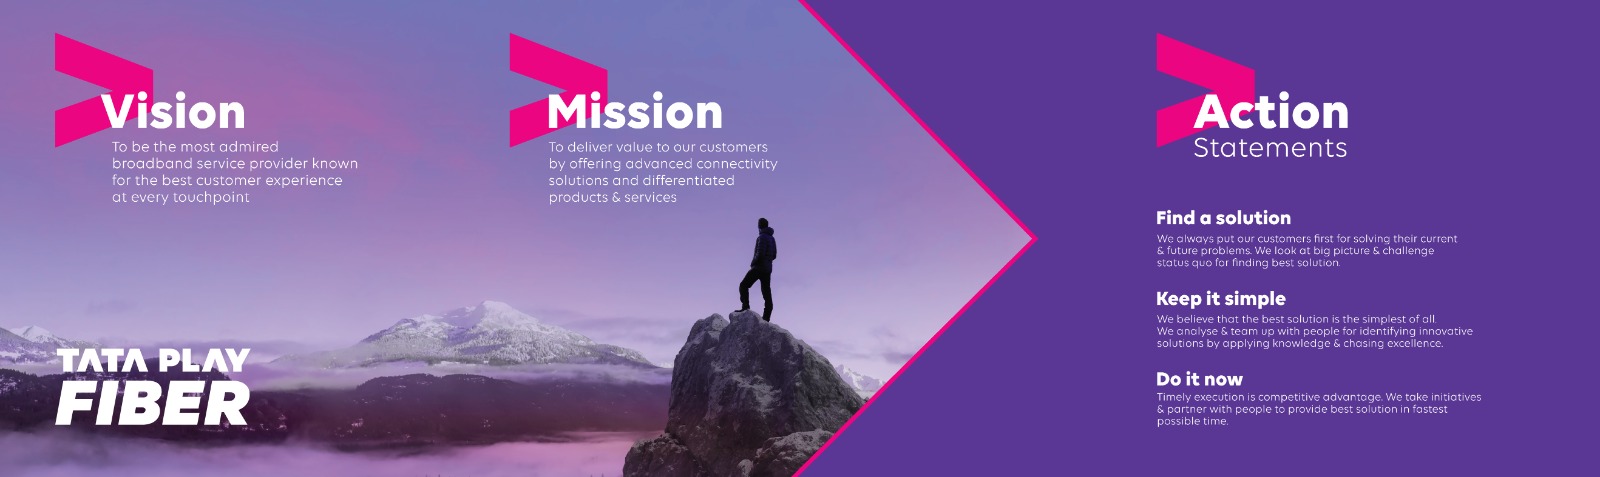 Vision
To be the most admired
broadband service provider known
for the best customer experience
at every touchpoint
Mission
To deliver value to our customers
by offering advanced connectivity
solutions and differentiated
products & services
TATA PLAY
FIBER
Action
Statements
Find a solution
We always put our customers first for solving their current
& future problems. We look at big picture & challenge
status quo for finding best solution.
Keep it simple
We believe that the best solution is the simplest of all.
We analyse & team up with people for identifying innovative
solutions by applying knowledge & chasing excellence.
Do it now
Timely execution is competitive advantage. We take initiatives
& partner with people to provide best solution in fastest
possible time.